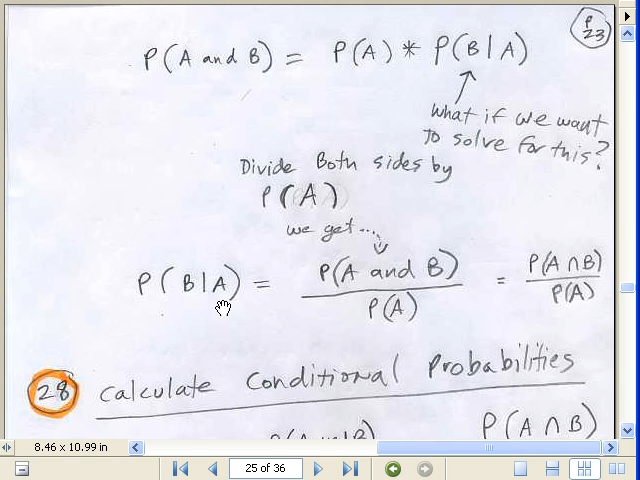 P 23
P(A and B) = P(A) * P(B|A)
what if we want
to solve for this?
Divide Both sides by
P(A)
we get....
P(B|A) = P(A and B) / P(A) = P(A ∩ B) / P(A)
28 Calculate Conditional Probabilities
P(A ∩ B)
8.46 x 10.99 in
25 of 36